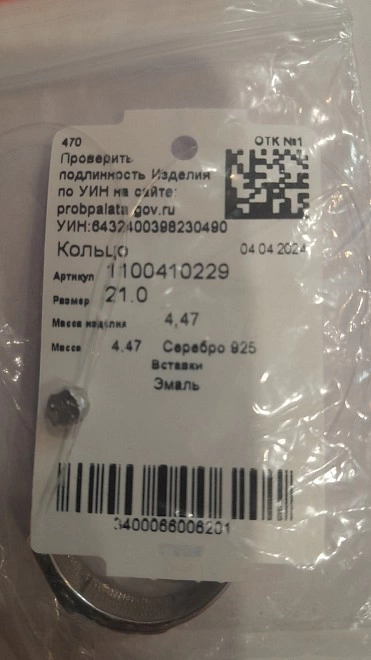 470 ОТК №1
Проверить
подлинность Изделия
по УИН на сайте:
probpalata.gov.ru
УИН:6432400398230490
Кольцо 04.04.2024
Артикул 1100410229
Размер 21.0
Масса изделия 4,47
Масса 4.47 Серебро 925
Вставки
Эмаль
3400066006201